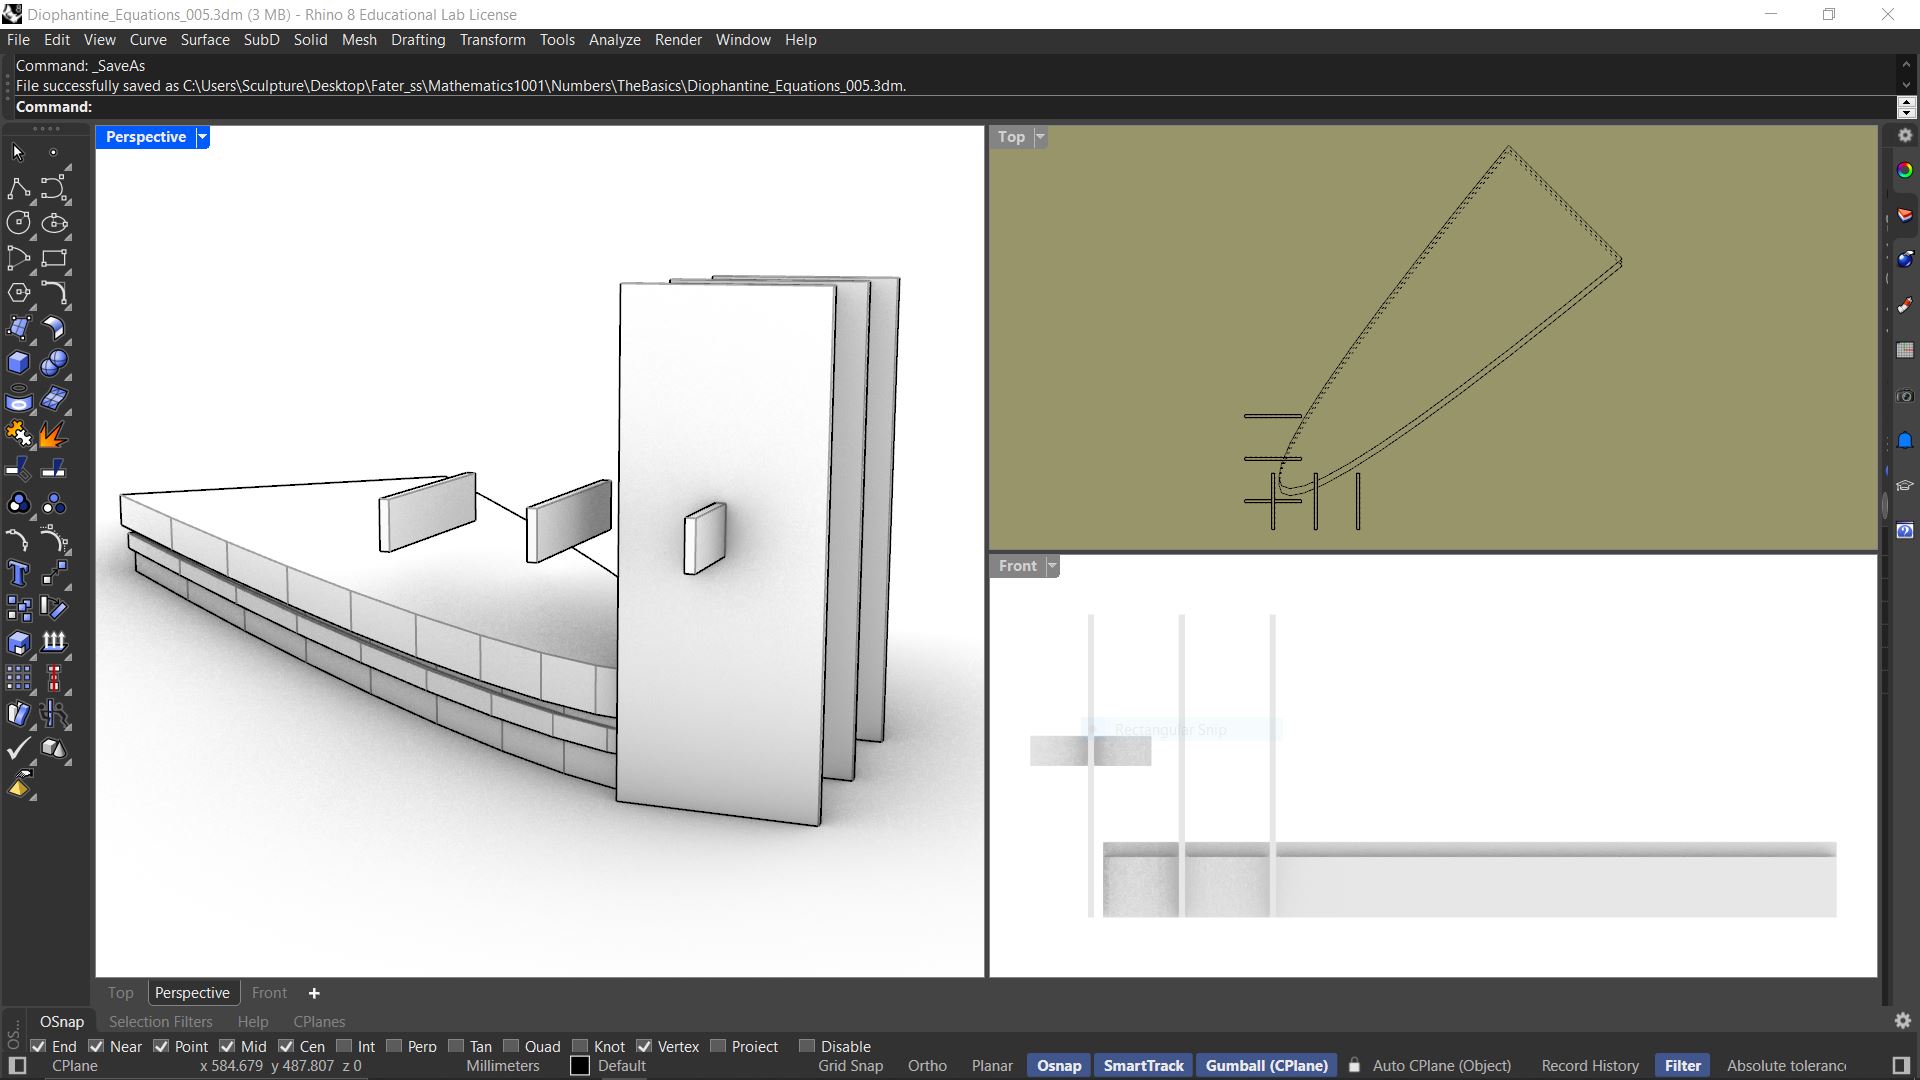 Diophantine_Equations_005.3dm (3 MB) - Rhino 8 Educational Lab License
File Edit View Curve Surface SubD Solid Mesh Drafting Transform Tools Analyze Render Window Help
Command: _SaveAs
File successfully saved as C:\Users\Sculpture\Desktop\Fater_ss\Mathematics1001\Numbers\TheBasics\Diophantine_Equations_005.3dm.
Command:
Perspective
Top
Front
Rectangular Snip
Top Perspective Front
OS...
OSnap Selection Filters Help CPlanes
End Near Point Mid Cen Int Perp Tan Quad Knot Vertex Project Disable
CPlane x 584.679 y 487.807 z 0 Millimeters Default Grid Snap Ortho Planar Osnap SmartTrack Gumball (CPlane) Auto CPlane (Object) Record History Filter Absolute toleranc